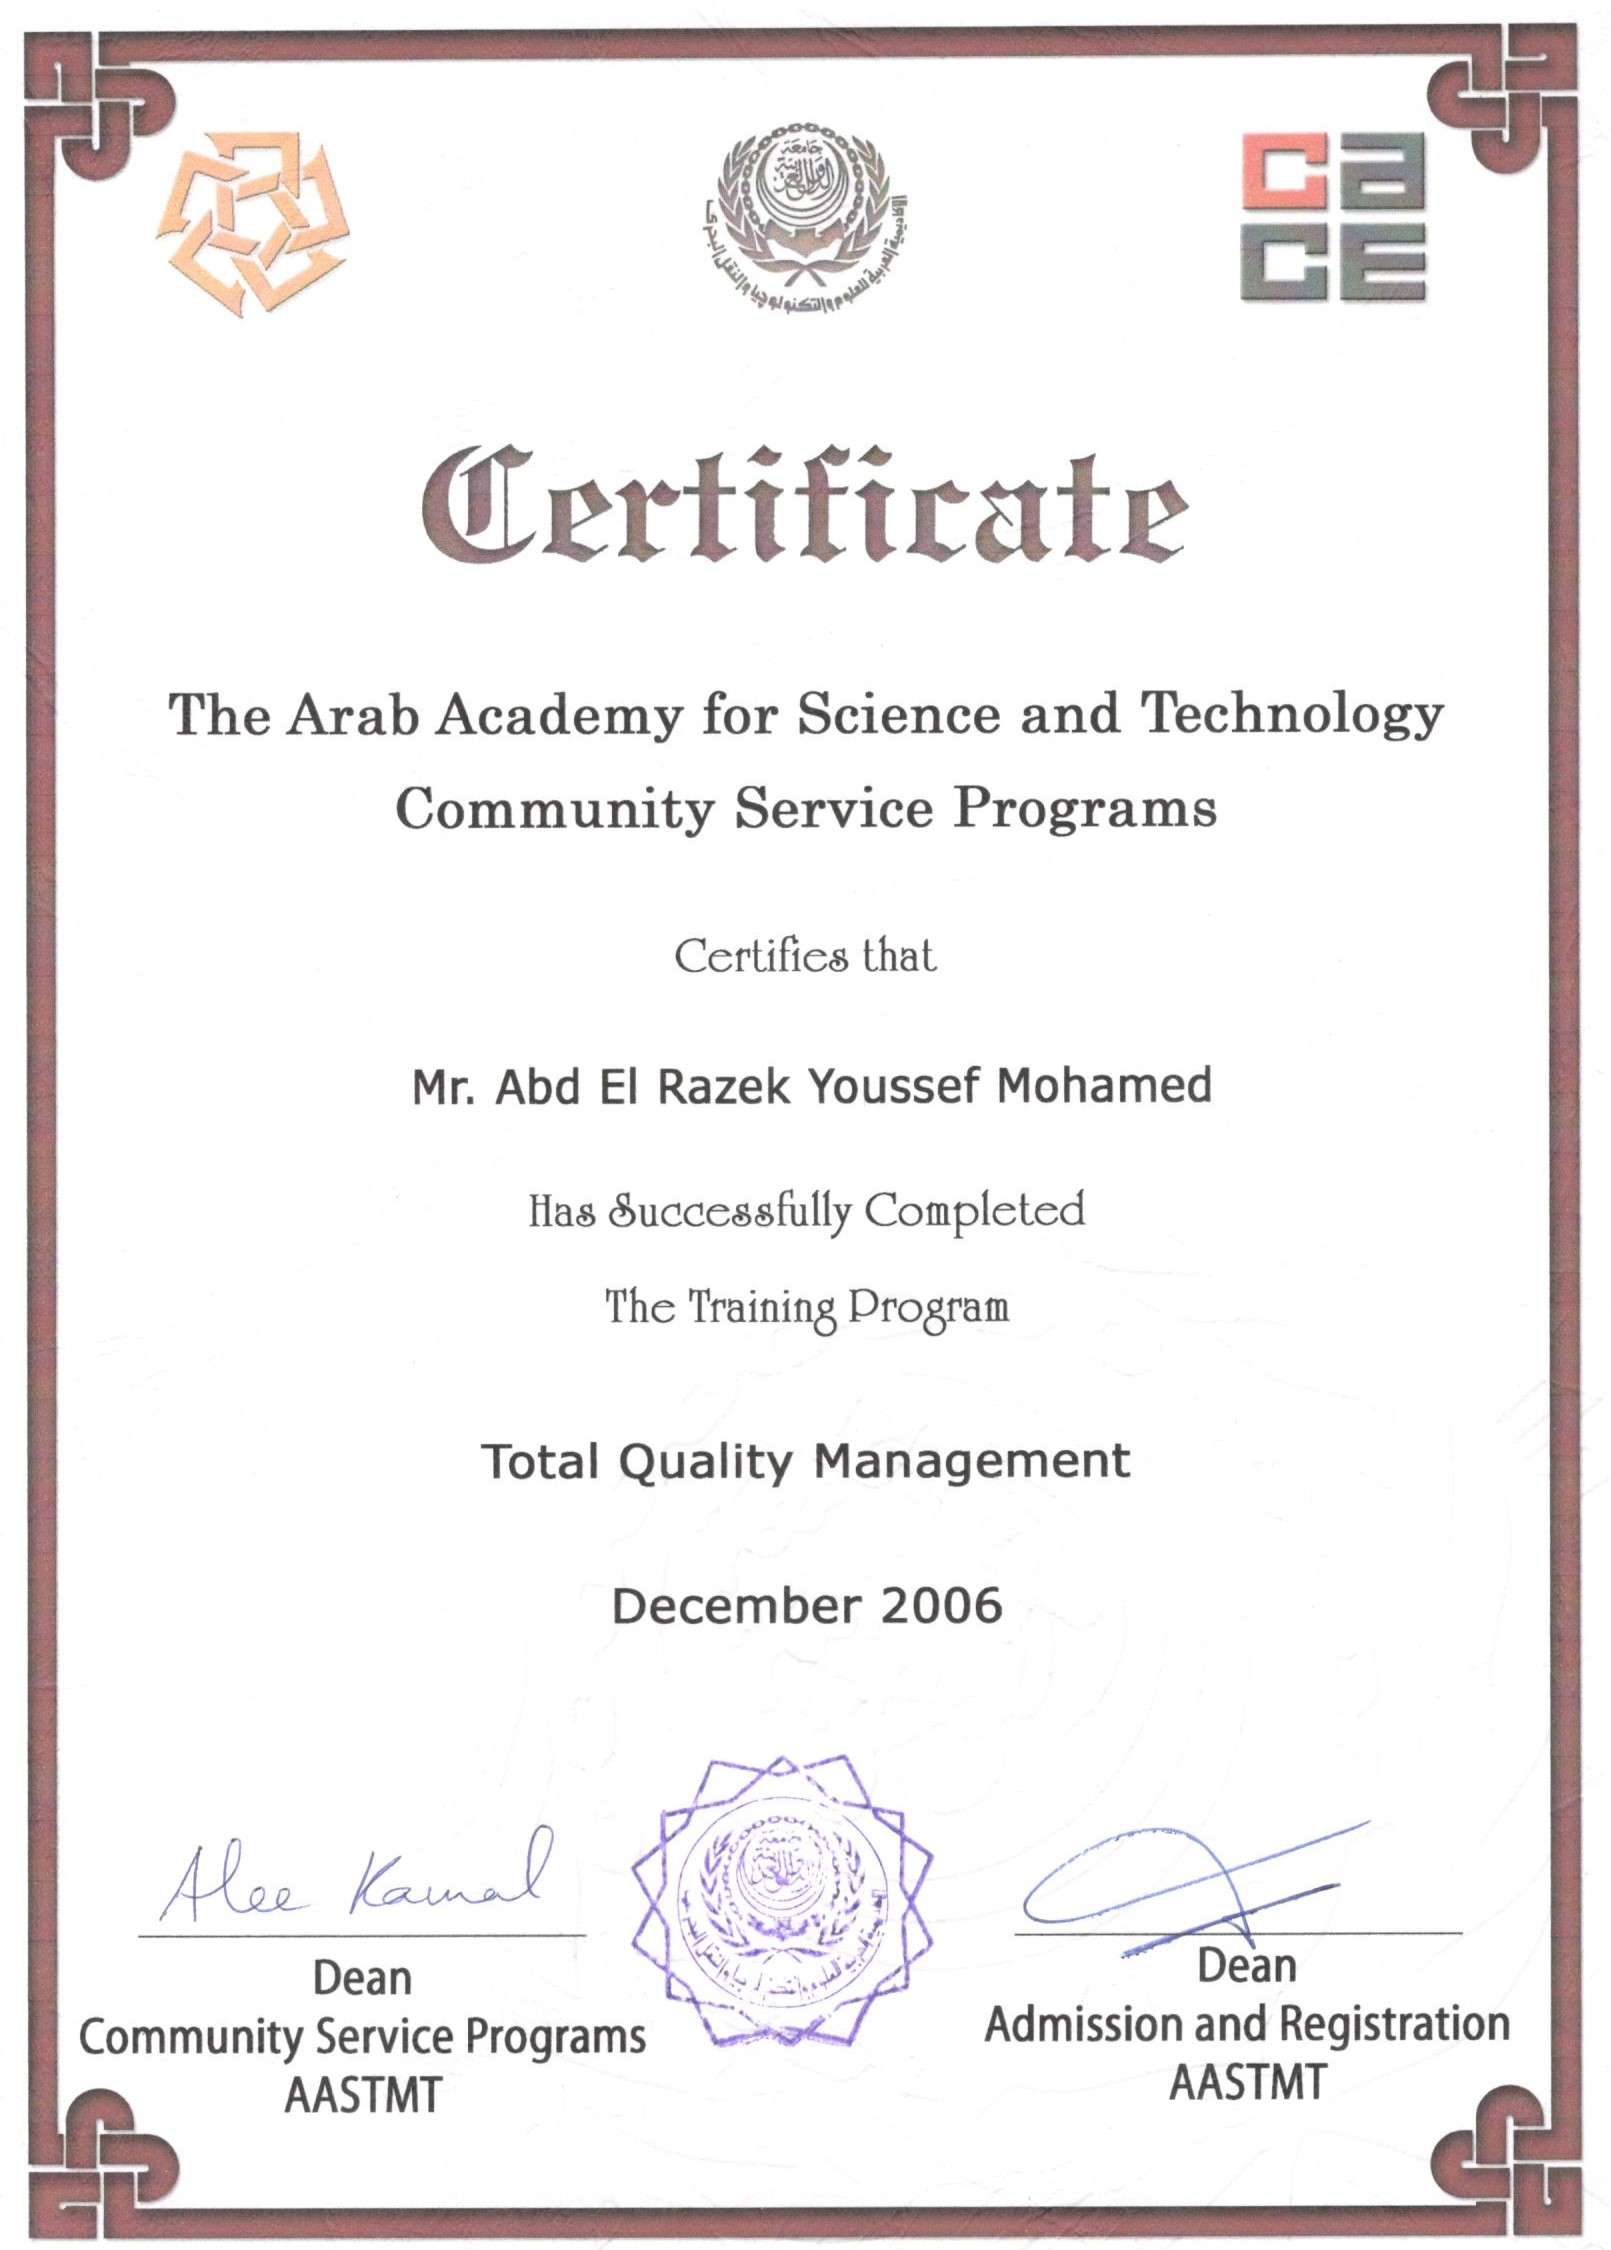 جامعة
الدول العربية
الأكاديمية العربية للعلوم والتكنولوجيا والنقل البحرى
ca
CE
Certificate
The Arab Academy for Science and Technology
Community Service Programs
Certifies that
Mr. Abd El Razek Youssef Mohamed
Has Successfully Completed
The Training Program
Total Quality Management
December 2006
Alee Kamal
Dean
Community Service Programs
AASTMT
Dean
Admission and Registration
AASTMT